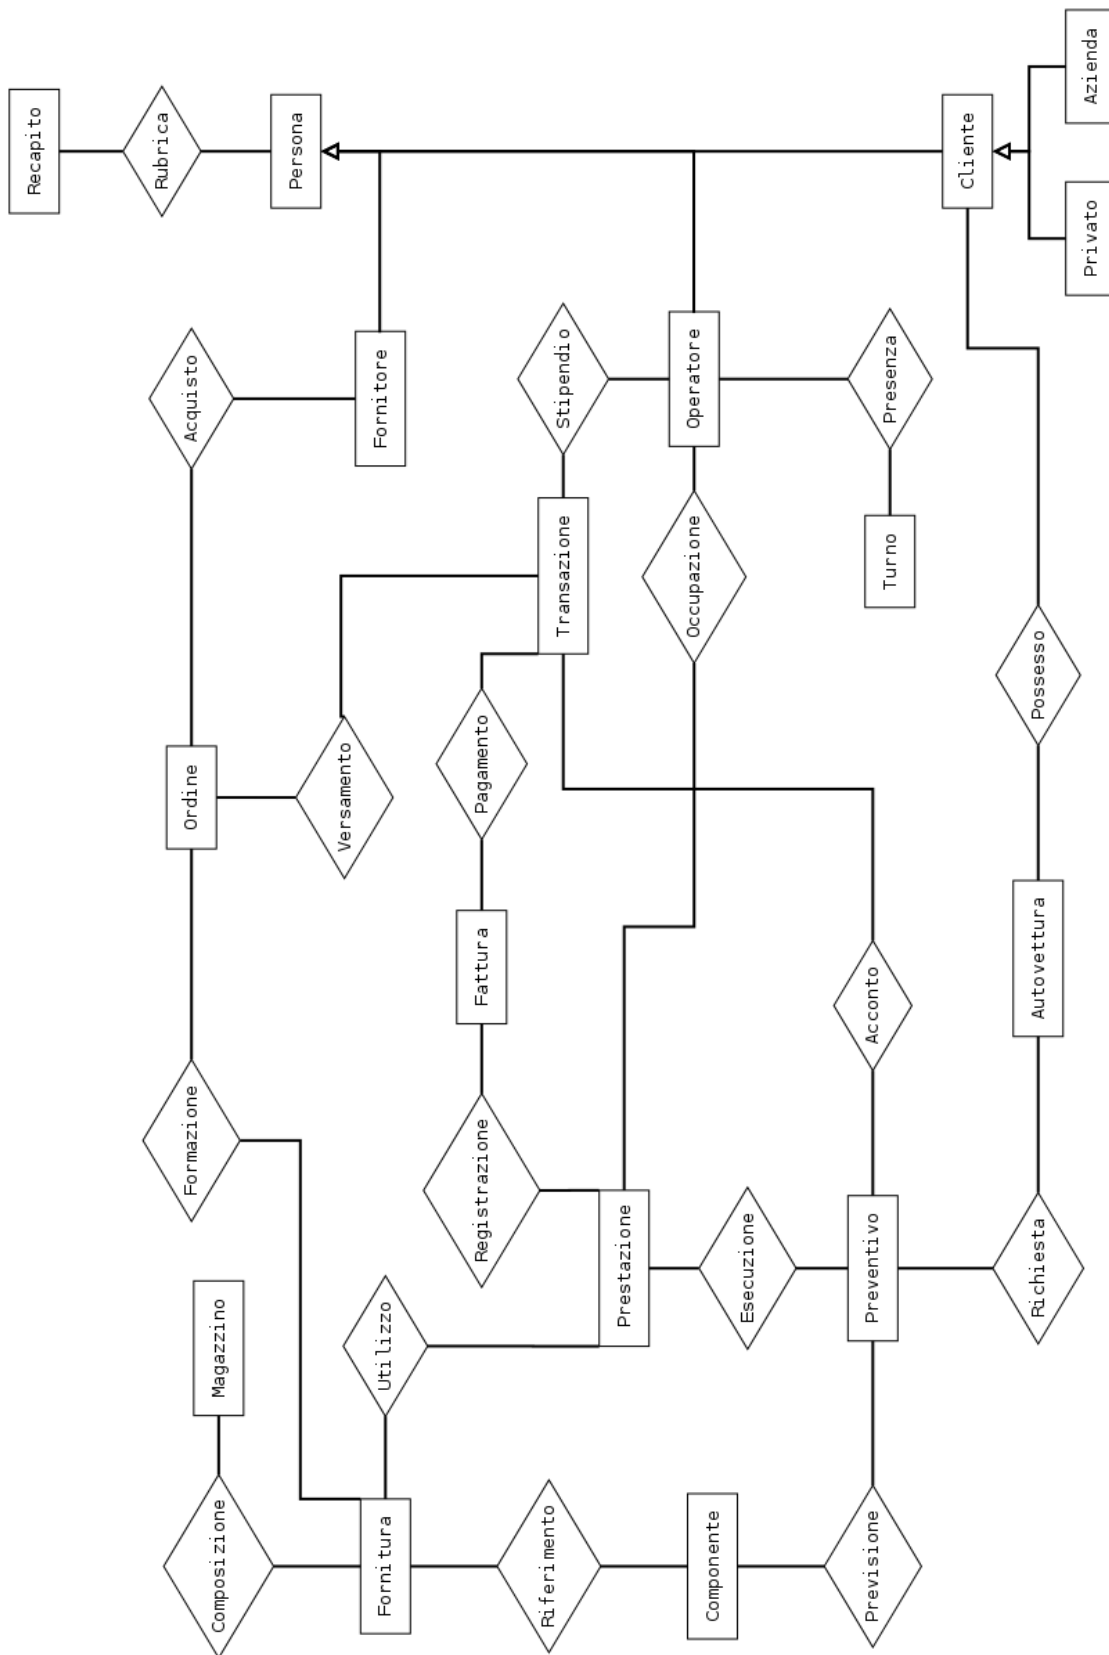 Recapito
Rubrica
Formazione
Ordine
Acquisto
Composizione
Magazzino
Persona
Versamento
Fornitura
Utilizzo
Fornitore
Registrazione
Fattura
Pagamento
Riferimento
Transazione
Stipendio
Prestazione
Componente
Occupazione
Operatore
Esecuzione
Previsione
Preventivo
Acconto
Turno
Presenza
Cliente
Richiesta
Autovettura
Possesso
Privato
Azienda